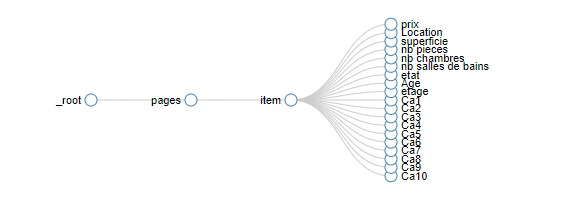 _root
pages
item
prix
Location
superficie
nb pieces
nb chambres
nb salles de bains
etat
Age
etage
Ca1
Ca2
Ca3
Ca4
Ca5
Ca6
Ca7
Ca8
Ca9
Ca10